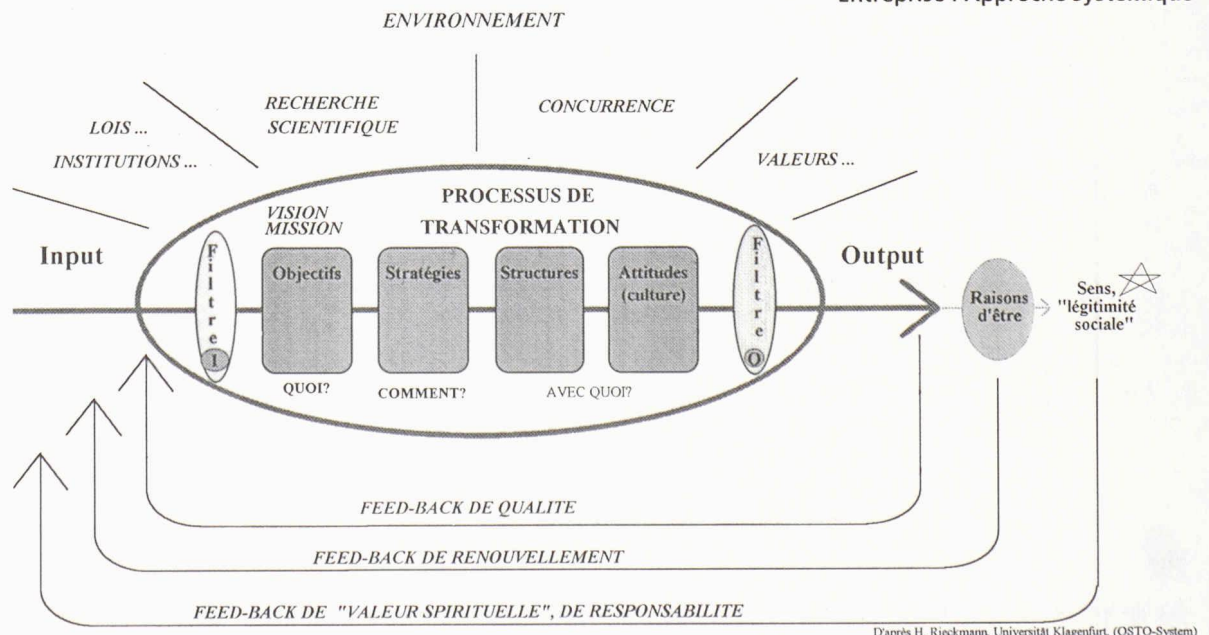 ENVIRONNEMENT
RECHERCHE
SCIENTIFIQUE
CONCURRENCE
LOIS ...
INSTITUTIONS ...
VALEURS ...
PROCESSUS DE
TRANSFORMATION
VISION
MISSION
Input
Filtre
I
Objectifs
Stratégies
Structures
Attitudes
(culture)
Filtre
O
Output
Raisons
d'être
Sens,
"légitimité
sociale"
QUOI?
COMMENT?
AVEC QUOI?
FEED-BACK DE QUALITE
FEED-BACK DE RENOUVELLEMENT
FEED-BACK DE "VALEUR SPIRITUELLE", DE RESPONSABILITE
D'après H. Rieckmann, Universität Klagenfurt, (OSTO-System)